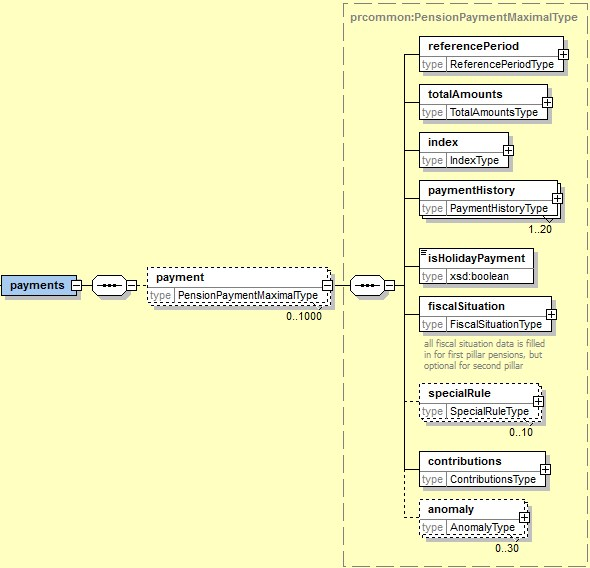 prcommon:PensionPaymentMaximalType
referencePeriod
type ReferencePeriodType
totalAmounts
type TotalAmountsType
index
type IndexType
paymentHistory
type PaymentHistoryType
1..20
payments
payment
type PensionPaymentMaximalType
0..1000
isHolidayPayment
type xsd:boolean
fiscalSituation
type FiscalSituationType
all fiscal situation data is filled
in for first pillar pensions, but
optional for second pillar
specialRule
type SpecialRuleType
0..10
contributions
type ContributionsType
anomaly
type AnomalyType
0..30